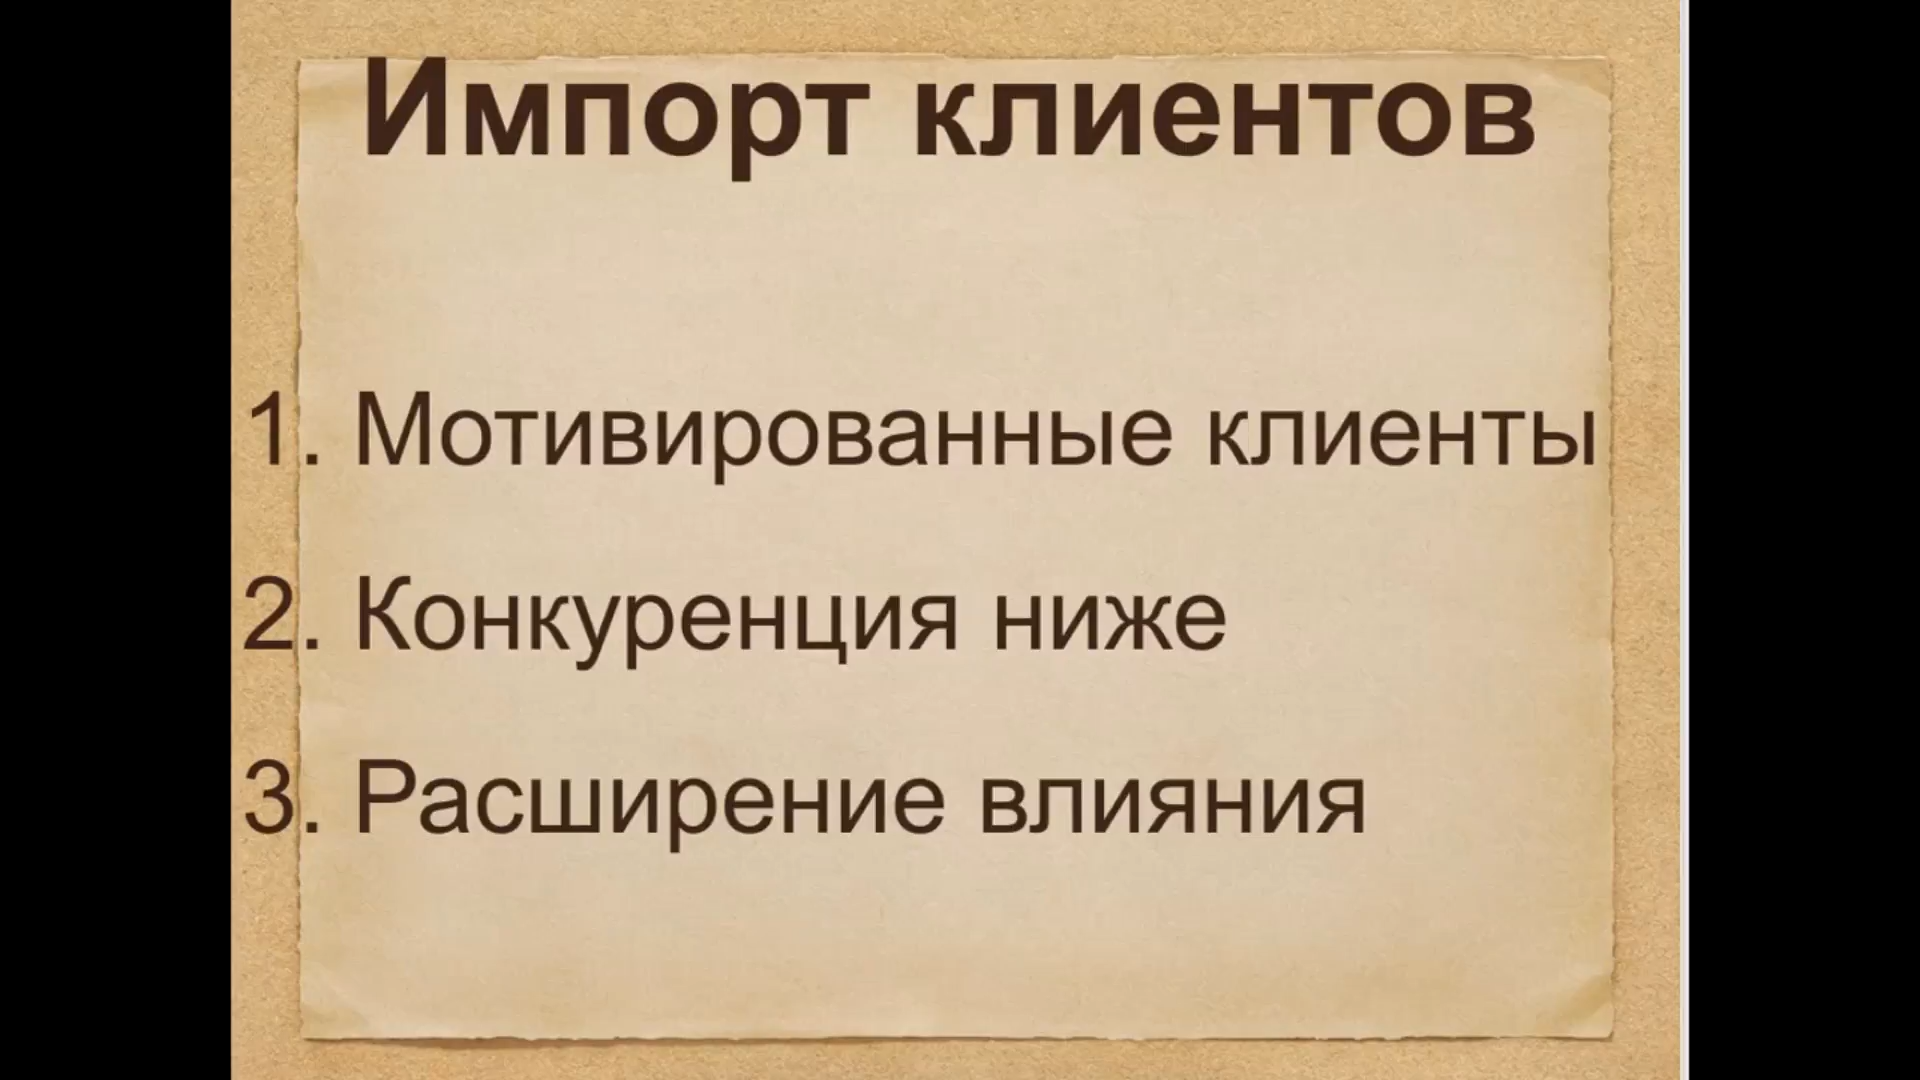 Импорт клиентов
1. Мотивированные клиенты
2. Конкуренция ниже
3. Расширение влияния